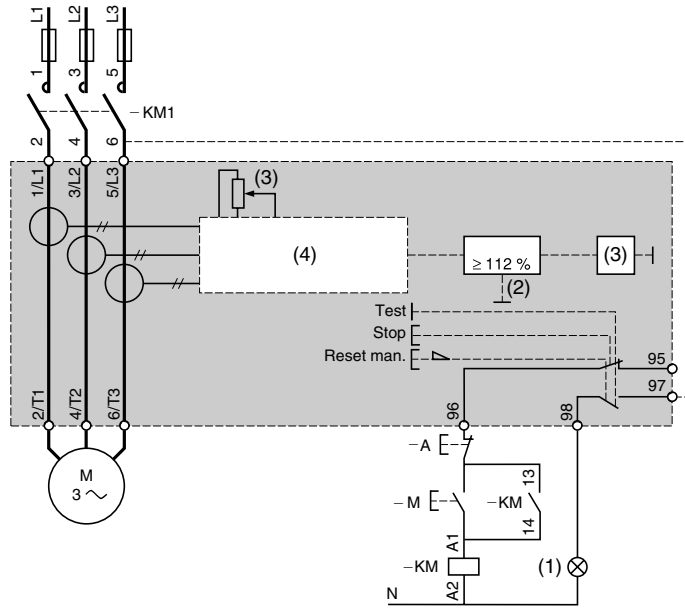 L1 L2 L3
1 3 5
–KM1
2 4 6
1/L1 3/L2 5/L3
(3)
(4)
≥ 112 %
(3)
(2)
Test
Stop
Reset man.
95
97
2/T1 4/T2 6/T3
96 98
–A
M
3 ~
13
–M –KM
14
A1
–KM (1)
A2
N